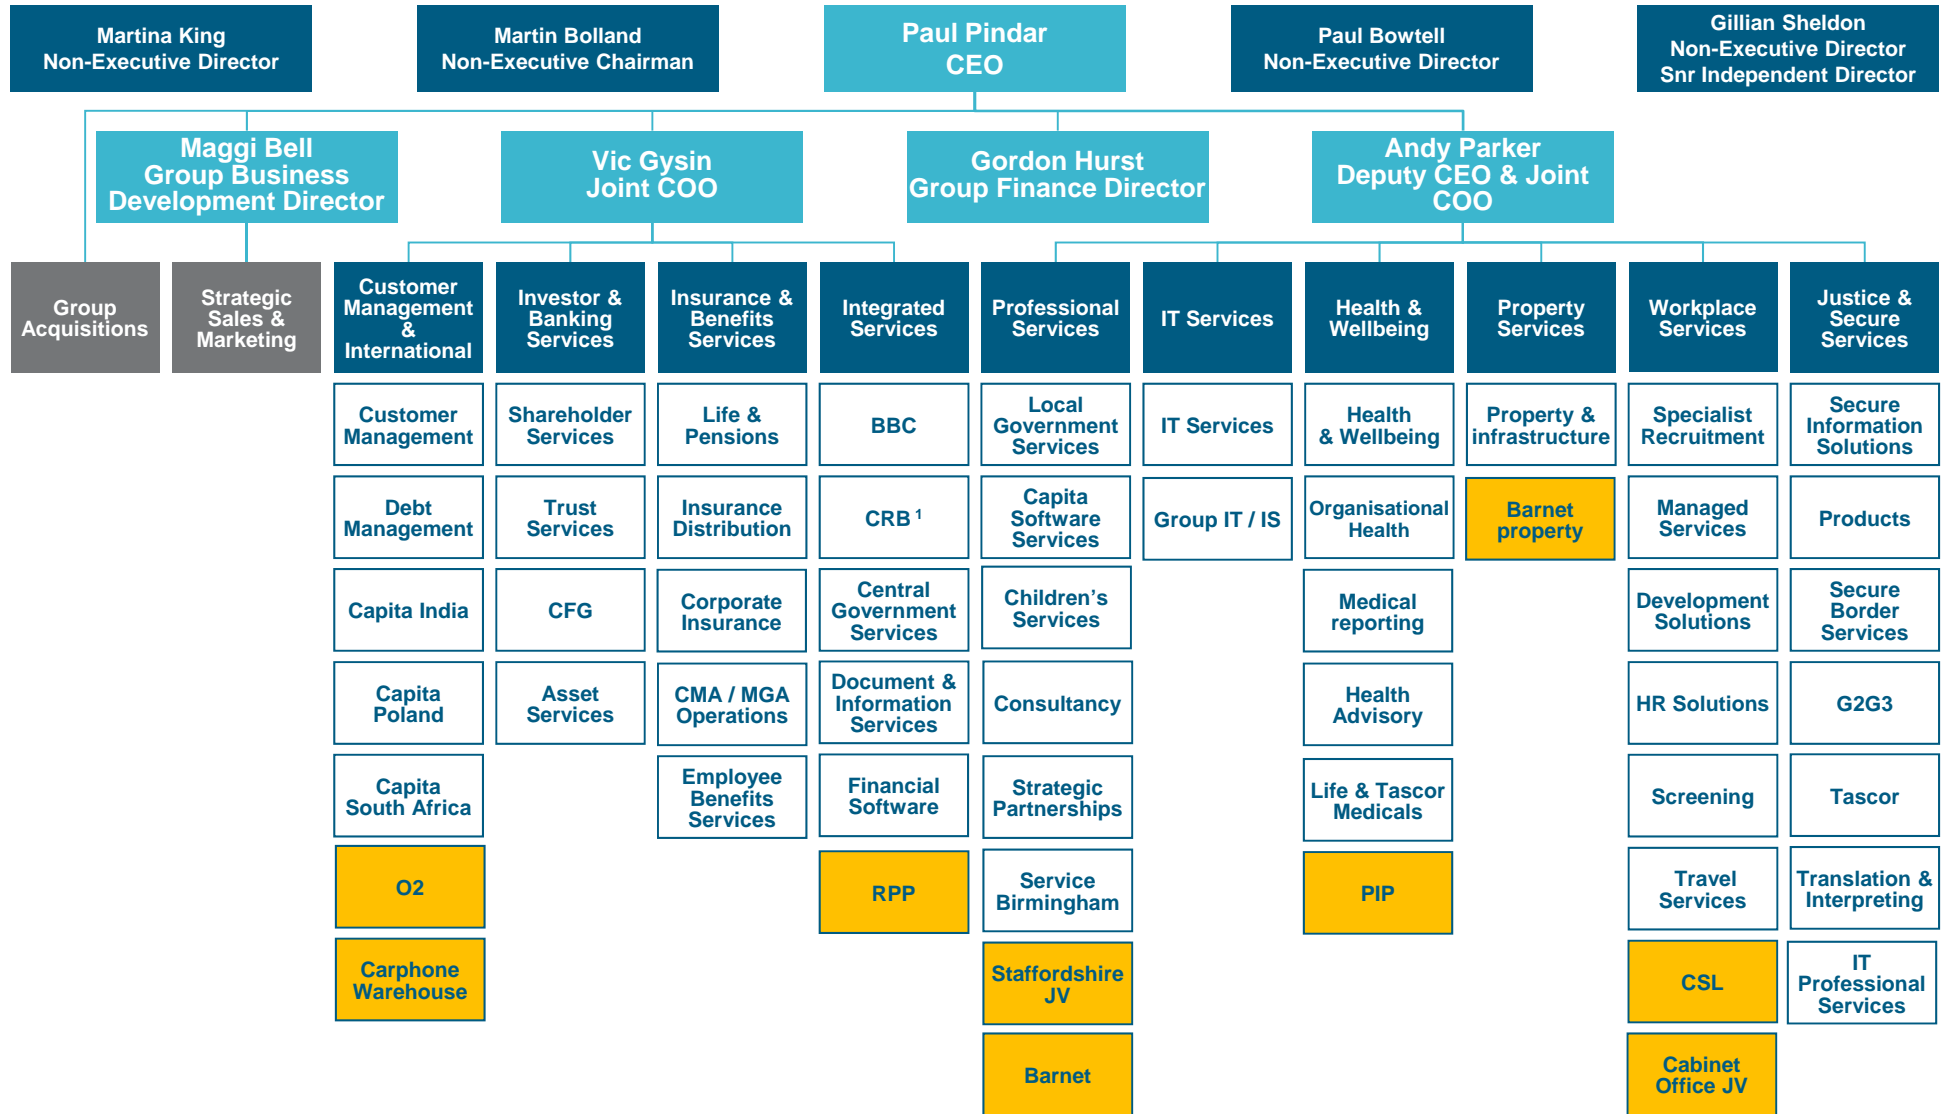 Martina King
Non-Executive Director
Martin Bolland
Non-Executive Chairman
Paul Pindar
CEO
Paul Bowtell
Non-Executive Director
Gillian Sheldon
Non-Executive Director
Snr Independent Director
Maggi Bell
Group Business
Development Director
Vic Gysin
Joint COO
Gordon Hurst
Group Finance Director
Andy Parker
Deputy CEO & Joint
COO
Group
Acquisitions
Strategic
Sales &
Marketing
Customer
Management
&
International
Investor &
Banking
Services
Insurance &
Benefits
Services
Integrated
Services
Professional
Services
IT Services
Health &
Wellbeing
Property
Services
Workplace
Services
Justice &
Secure
Services
Customer
Management
Shareholder
Services
Life &
Pensions
BBC
Local
Government
Services
IT Services
Health
& Wellbeing
Property &
infrastructure
Specialist
Recruitment
Secure
Information
Solutions
Debt
Management
Trust
Services
Insurance
Distribution
CRB 1
Capita
Software
Services
Group IT / IS
Organisational
Health
Barnet
property
Managed
Services
Products
Capita India
CFG
Corporate
Insurance
Central
Government
Services
Children’s
Services
Medical
reporting
Development
Solutions
Secure
Border
Services
Capita
Poland
Asset
Services
CMA / MGA
Operations
Document &
Information
Services
Consultancy
Health
Advisory
HR Solutions
G2G3
Capita
South Africa
Employee
Benefits
Services
Financial
Software
Strategic
Partnerships
Life & Tascor
Medicals
Screening
Tascor
O2
RPP
Service
Birmingham
PIP
Travel
Services
Translation &
Interpreting
Carphone
Warehouse
Staffordshire
JV
CSL
IT
Professional
Services
Barnet
Cabinet
Office JV